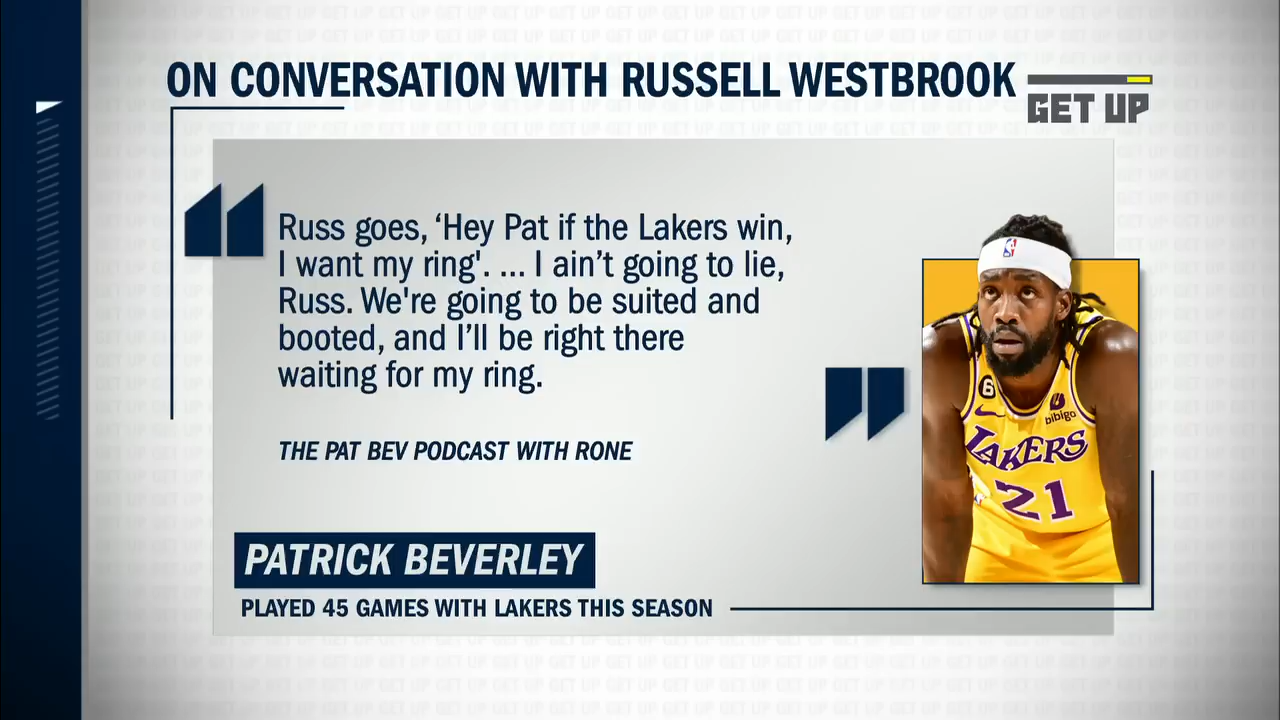 ON CONVERSATION WITH RUSSELL WESTBROOK
GET UP
Russ goes, ‘Hey Pat if the Lakers win,
I want my ring'. ... I ain’t going to lie,
Russ. We're going to be suited and
booted, and I’ll be right there
waiting for my ring.
THE PAT BEV PODCAST WITH RONE
6
bibigo
LAKERS
21
PATRICK BEVERLEY
PLAYED 45 GAMES WITH LAKERS THIS SEASON